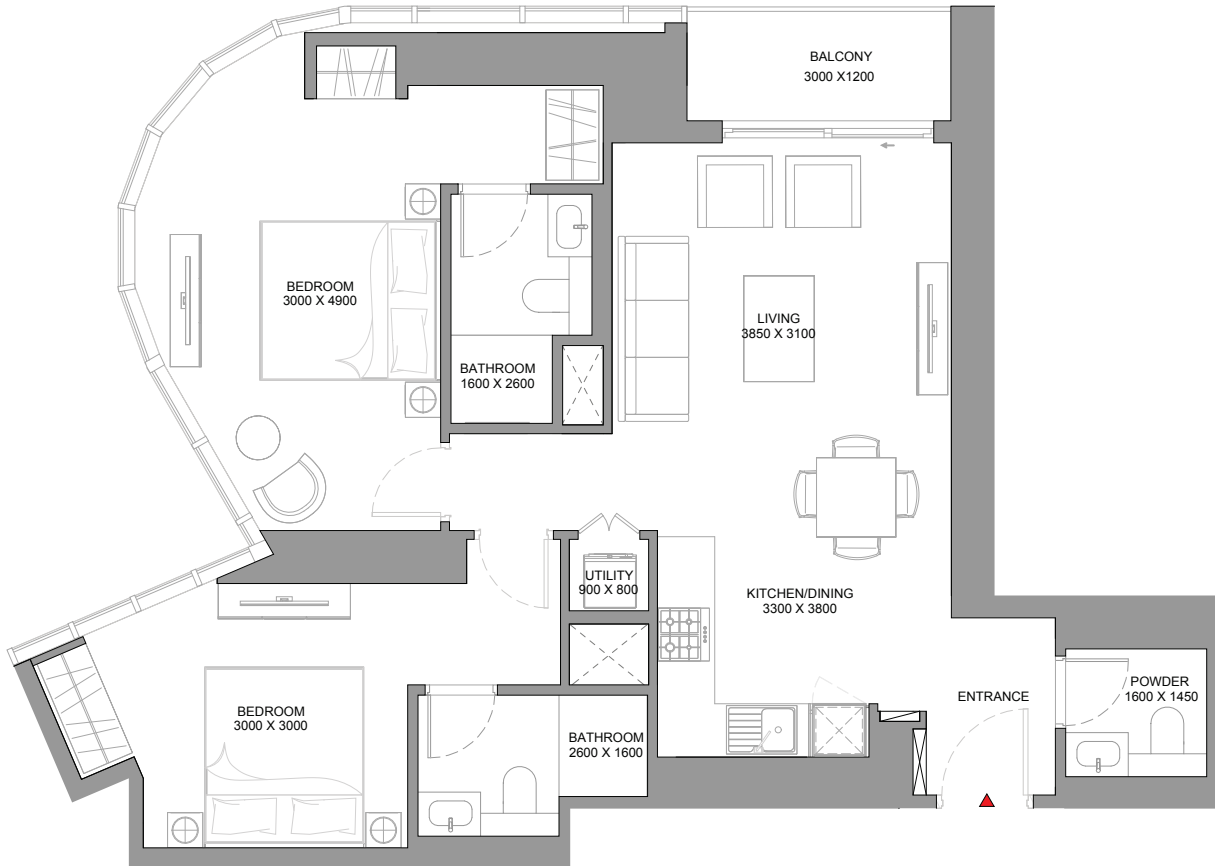 BALCONY
3000 X1200
BEDROOM
3000 X 4900
LIVING
3850 X 3100
BATHROOM
1600 X 2600
UTILITY
900 X 800
KITCHEN/DINING
3300 X 3800
ENTRANCE
POWDER
1600 X 1450
BEDROOM
3000 X 3000
BATHROOM
2600 X 1600